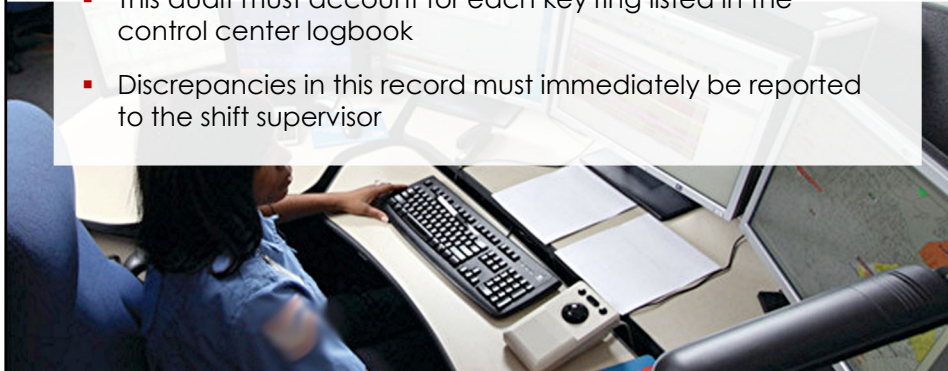 ▪ This audit must account for each key ring listed in the
control center logbook
▪ Discrepancies in this record must immediately be reported
to the shift supervisor